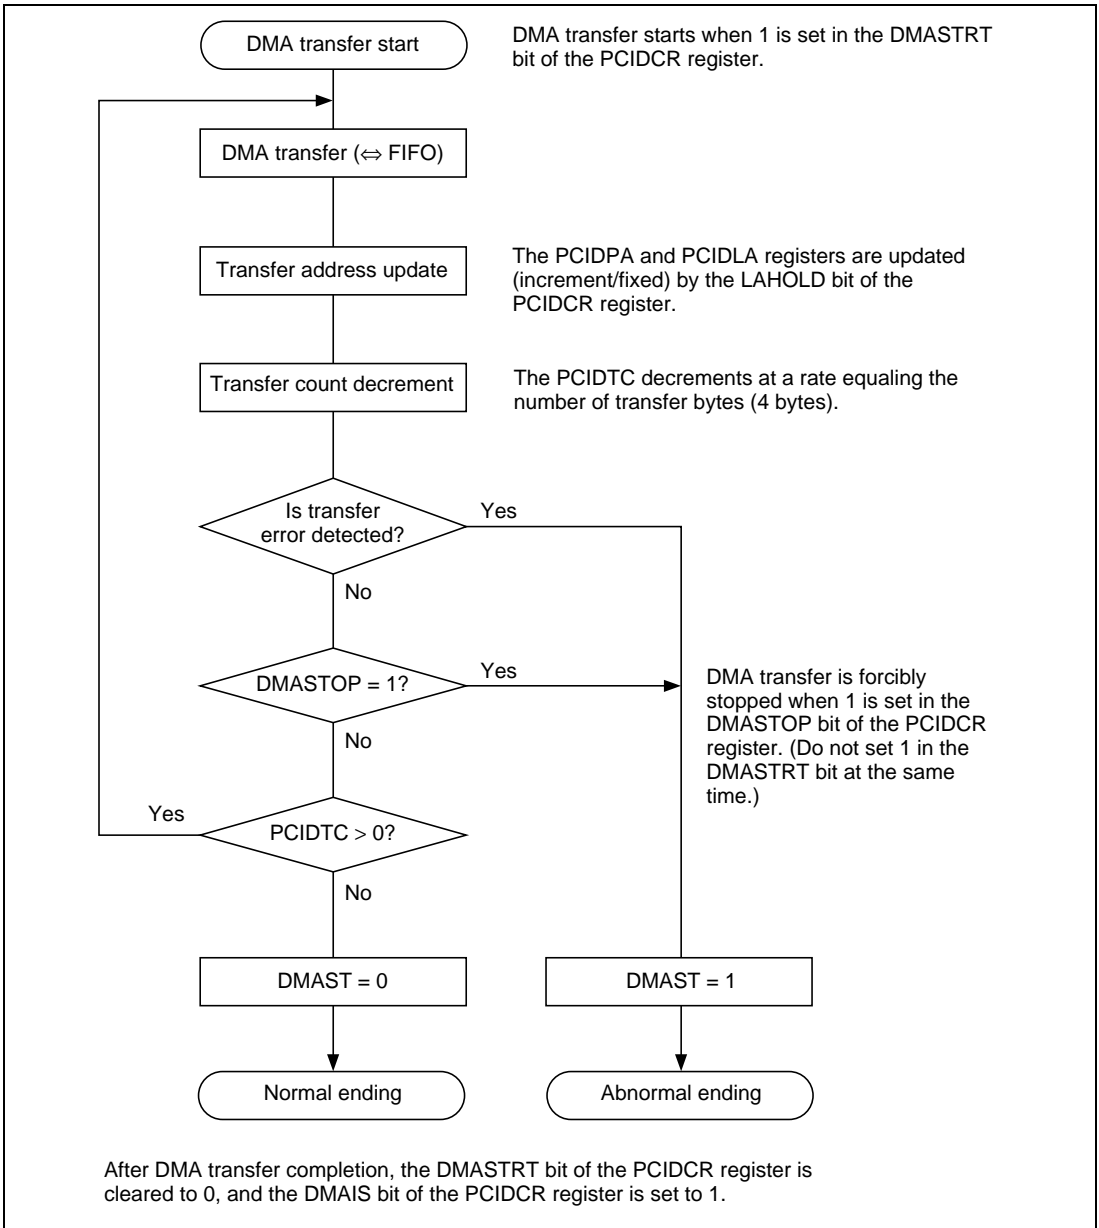 DMA transfer start
DMA transfer starts when 1 is set in the DMASTRT
bit of the PCIDCR register.
DMA transfer (⇔ FIFO)
Transfer address update
The PCIDPA and PCIDLA registers are updated
(increment/fixed) by the LAHOLD bit of the
PCIDCR register.
Transfer count decrement
The PCIDTC decrements at a rate equaling the
number of transfer bytes (4 bytes).
Is transfer
error detected?
Yes
No
DMASTOP = 1?
Yes
No
DMA transfer is forcibly
stopped when 1 is set in the
DMASTOP bit of the PCIDCR
register. (Do not set 1 in the
DMASTRT bit at the same
time.)
Yes
PCIDTC > 0?
No
DMAST = 0
DMAST = 1
Normal ending
Abnormal ending
After DMA transfer completion, the DMASTRT bit of the PCIDCR register is
cleared to 0, and the DMAIS bit of the PCIDCR register is set to 1.